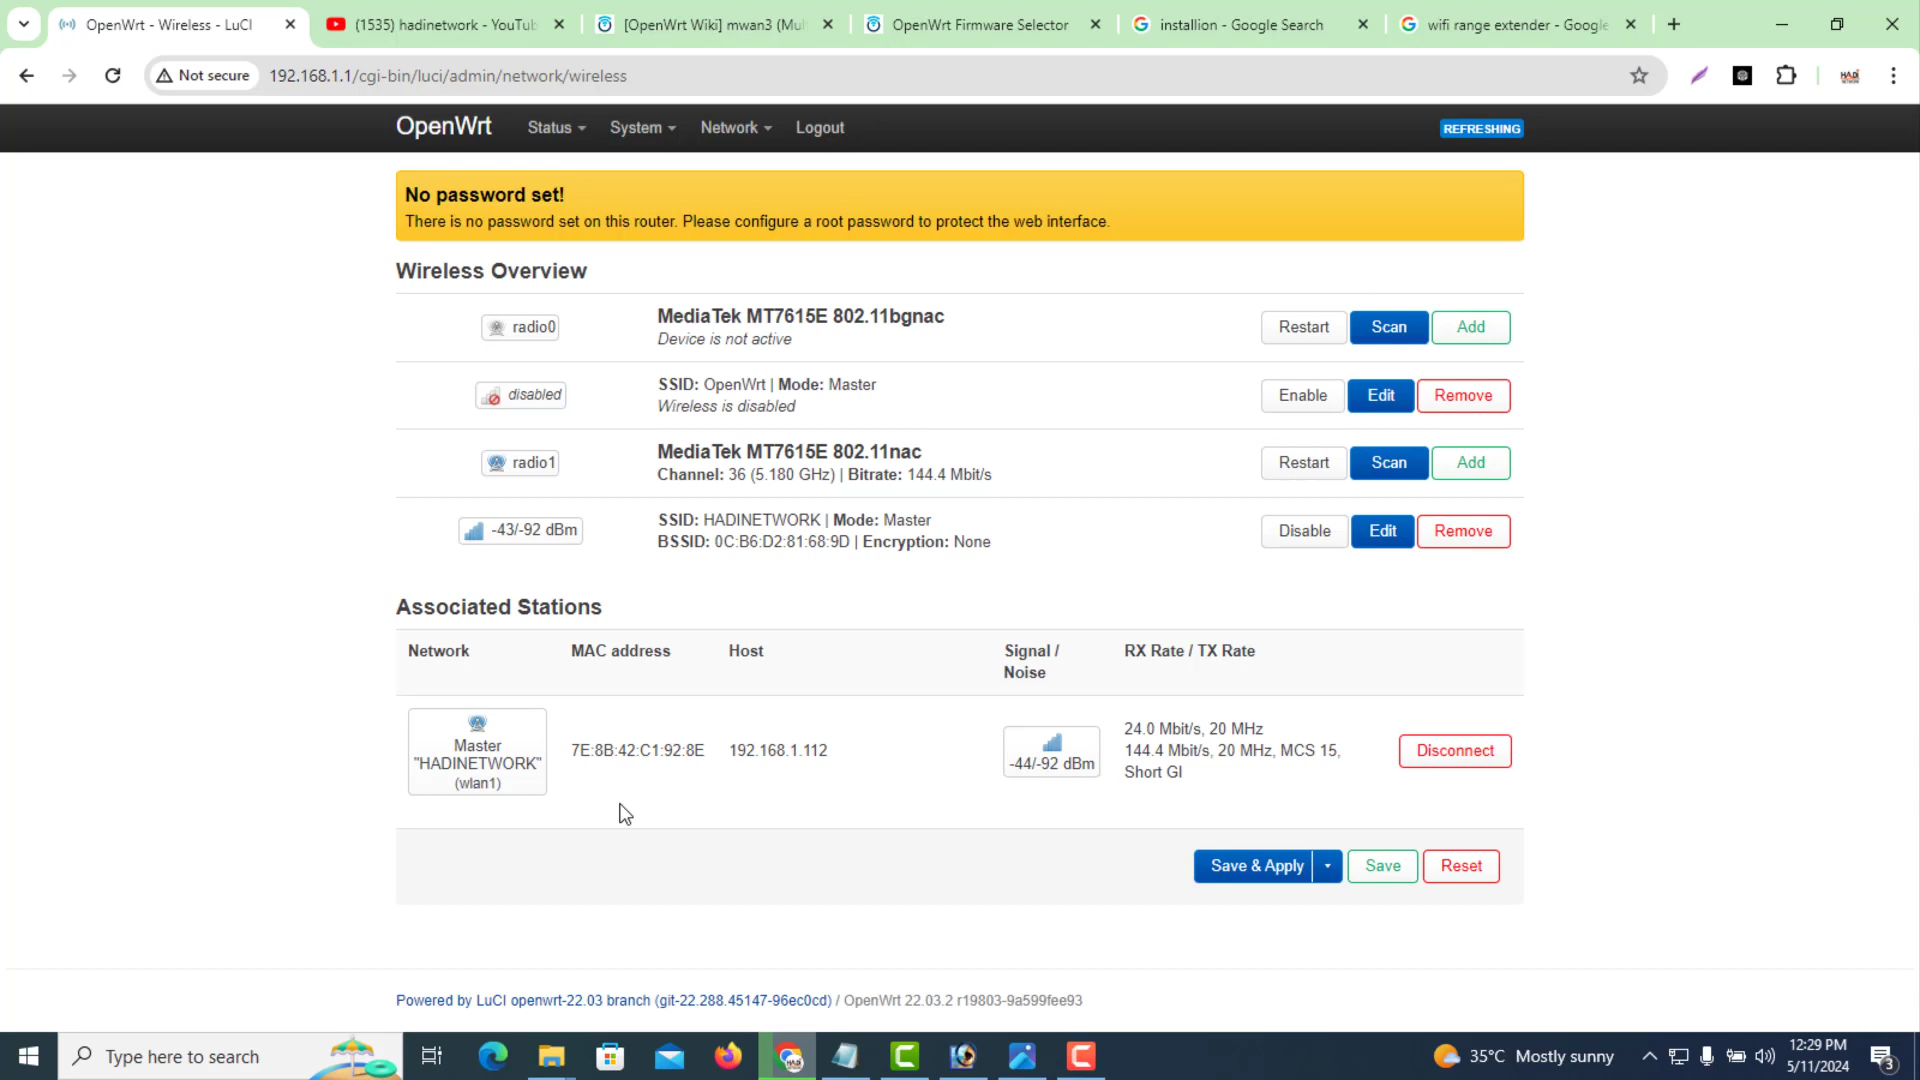 OpenWrt - Wireless - LuCI
(1535) hadinetwork - YouTub
[OpenWrt Wiki] mwan3 (Mul
OpenWrt Firmware Selector
installion - Google Search
wifi range extender - Google
Not secure
192.168.1.1/cgi-bin/luci/admin/network/wireless
OpenWrt
Status
System
Network
Logout
REFRESHING
No password set!
There is no password set on this router. Please configure a root password to protect the web interface.
Wireless Overview
radio0
MediaTek MT7615E 802.11bgnac
Device is not active
Restart
Scan
Add
disabled
SSID: OpenWrt | Mode: Master
Wireless is disabled
Enable
Edit
Remove
radio1
MediaTek MT7615E 802.11nac
Channel: 36 (5.180 GHz) | Bitrate: 144.4 Mbit/s
Restart
Scan
Add
-43/-92 dBm
SSID: HADINETWORK | Mode: Master
BSSID: 0C:B6:D2:81:68:9D | Encryption: None
Disable
Edit
Remove
Associated Stations
Network
MAC address
Host
Signal /
Noise
RX Rate / TX Rate
Master
"HADINETWORK"
(wlan1)
7E:8B:42:C1:92:8E
192.168.1.112
-44/-92 dBm
24.0 Mbit/s, 20 MHz
144.4 Mbit/s, 20 MHz, MCS 15,
Short GI
Disconnect
Save & Apply
Save
Reset
Powered by LuCI openwrt-22.03 branch (git-22.288.45147-96ec0cd) / OpenWrt 22.03.2 r19803-9a599fee93
Type here to search
35°C Mostly sunny
12:29 PM
5/11/2024
3